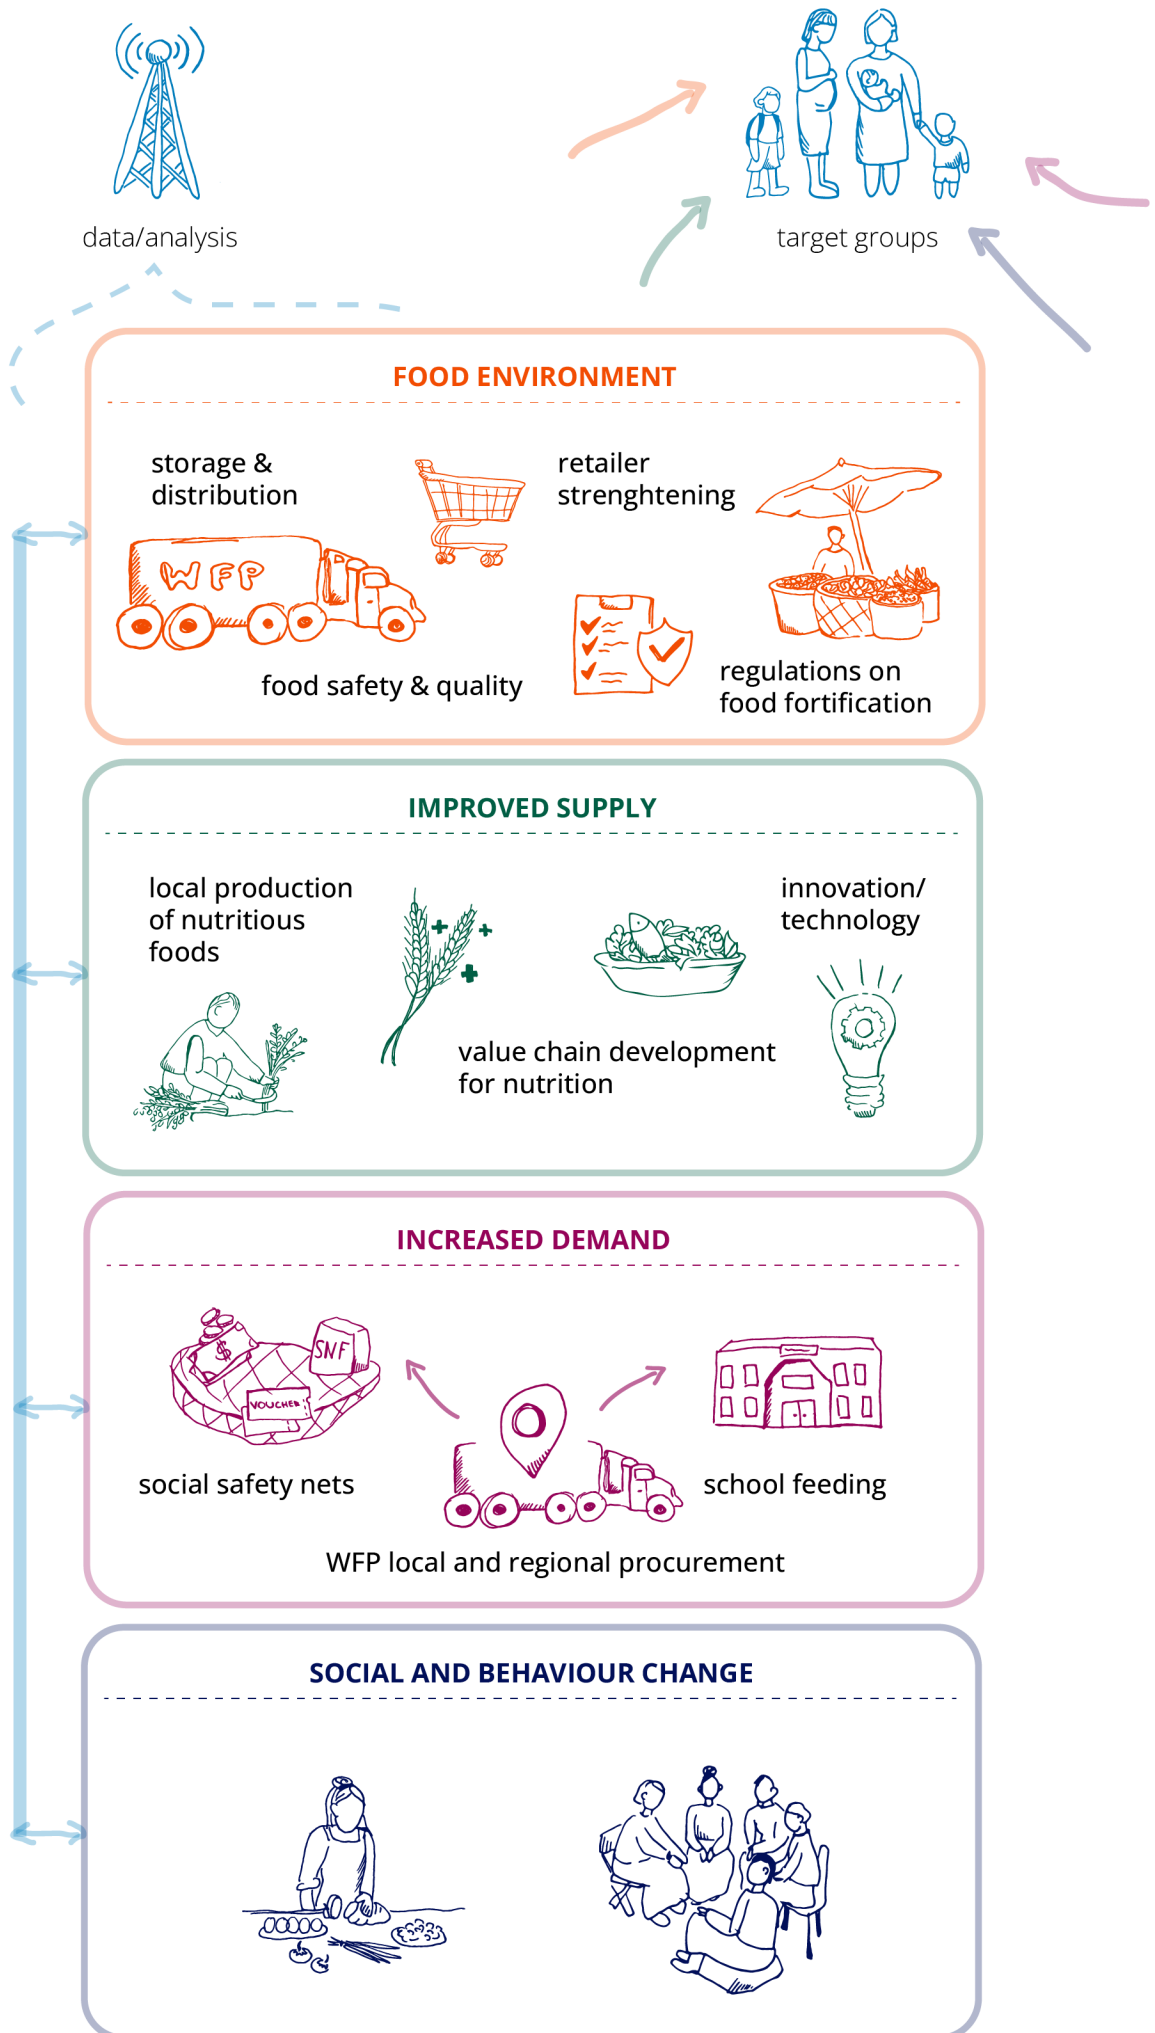 data/analysis
target groups
FOOD ENVIRONMENT
storage &
distribution
retailer
strenghtening
WFP
food safety & quality
regulations on
food fortification
IMPROVED SUPPLY
local production
of nutritious
foods
innovation/
technology
value chain development
for nutrition
INCREASED DEMAND
$
SNF
VOUCHER
social safety nets
school feeding
WFP local and regional procurement
SOCIAL AND BEHAVIOUR CHANGE